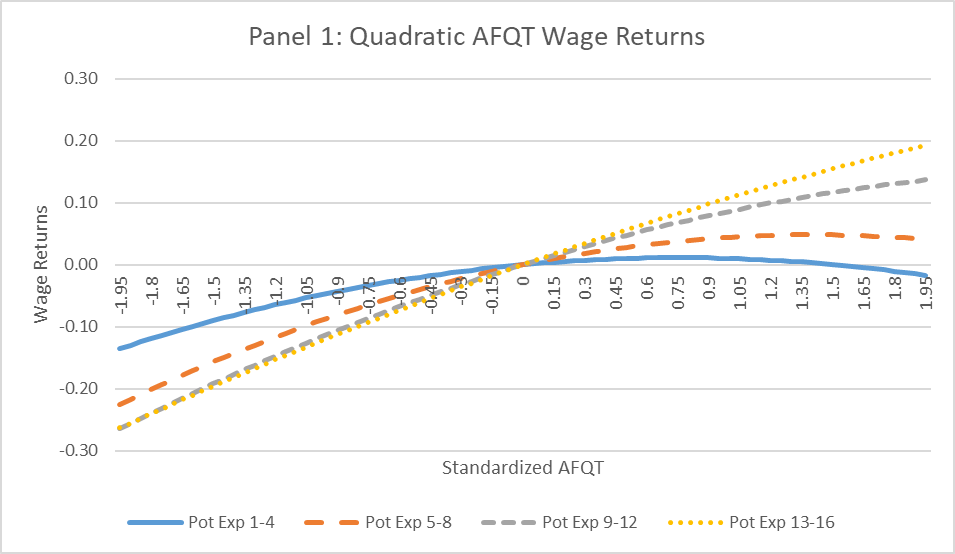 Panel 1: Quadratic AFQT Wage Returns
0.30
0.20
0.10
0.00
-0.10
-0.20
-0.30
Wage Returns
-1.95 -1.8 -1.65 -1.5 -1.35 -1.2 -1.05 -0.9 -0.75 -0.6 -0.45 -0.3 -0.15 0 0.15 0.3 0.45 0.6 0.75 0.9 1.05 1.2 1.35 1.5 1.65 1.8 1.95
Standardized AFQT
Pot Exp 1-4 Pot Exp 5-8 Pot Exp 9-12 Pot Exp 13-16